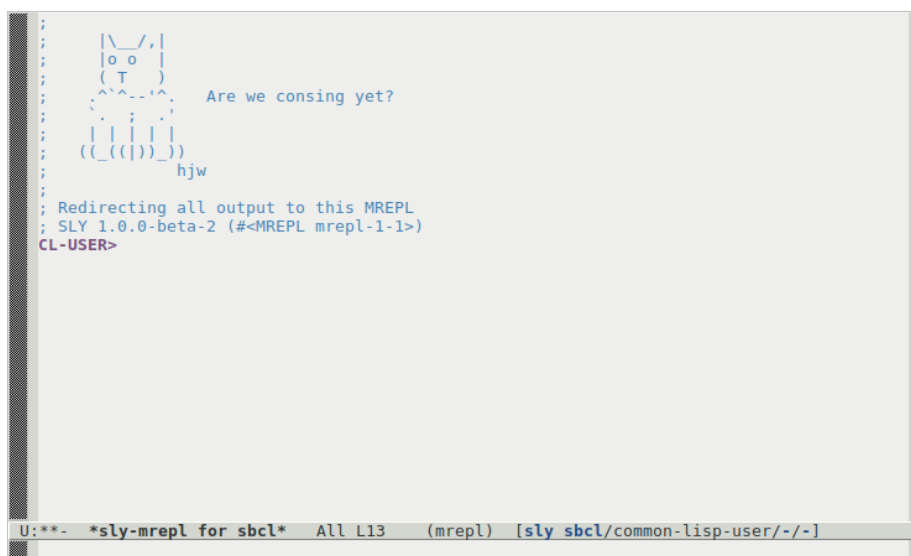 ;
;     |\__/,|
;     |o o  |
;     ( T   )
;    .^`^--'^.   Are we consing yet?
;    `.  ;  .'
;    | | | | |
;   ((_((|))_))
;             hjw
;
; Redirecting all output to this MREPL
; SLY 1.0.0-beta-2 (#<MREPL mrepl-1-1>)
CL-USER>
U:**-  *sly-mrepl for sbcl*   All L13    (mrepl)  [sly sbcl/common-lisp-user/-/-]